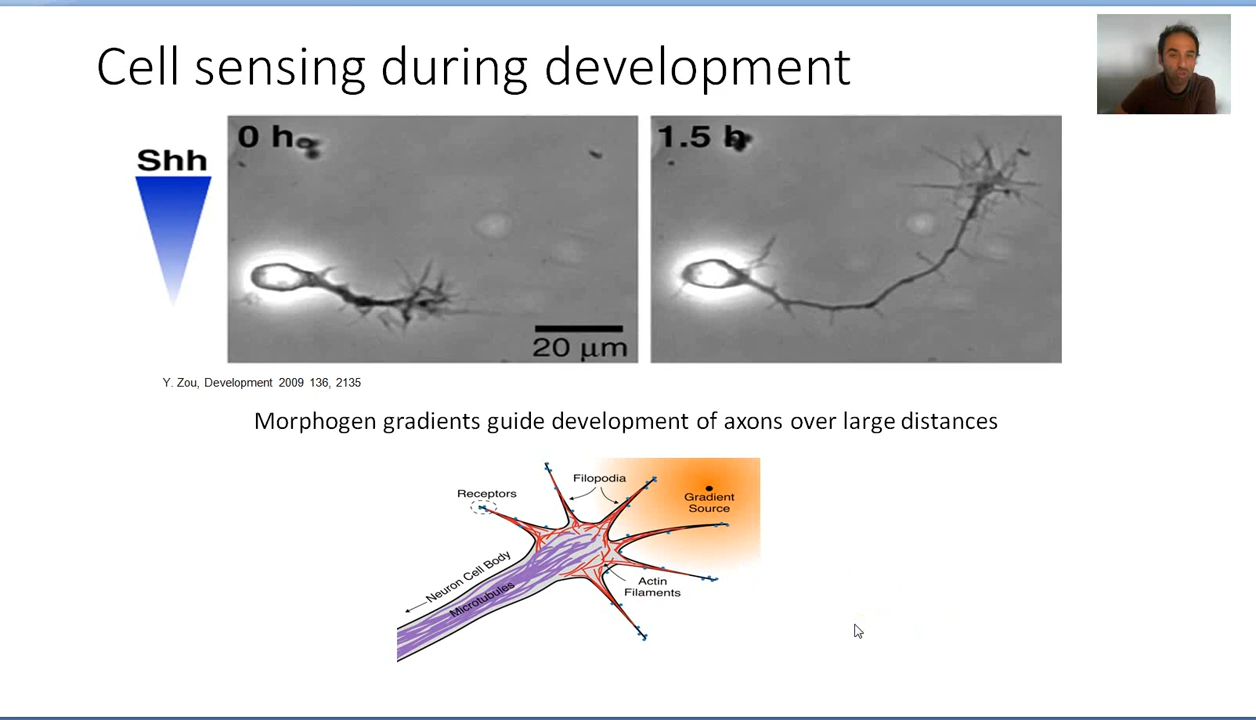 Cell sensing during development
Shh
0 h
1.5 h
20 µm
Y. Zou, Development 2009 136, 2135
Morphogen gradients guide development of axons over large distances
Filopodia
Receptors
Gradient
Source
Neuron Cell Body
Microtubules
Actin
Filaments